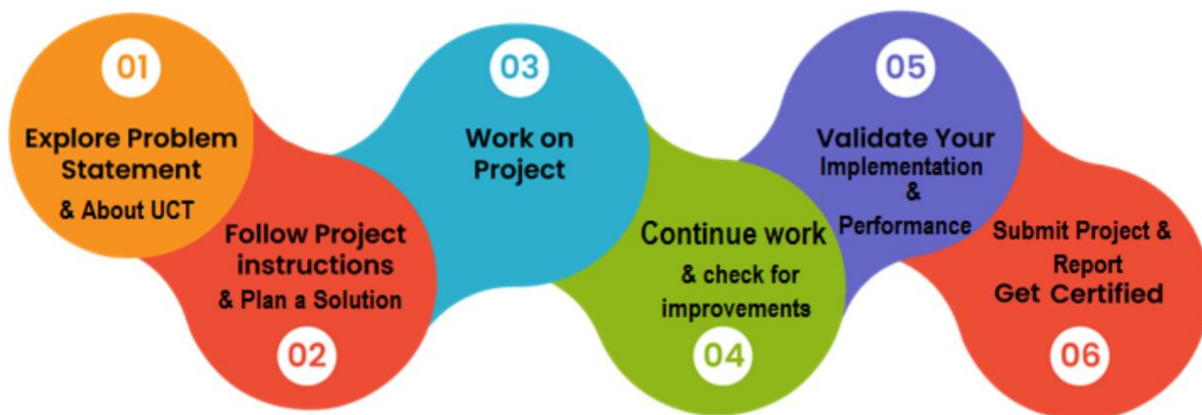 01
Explore Problem
Statement
& About UCT
Follow Project
instructions
& Plan a Solution
02
03
Work on
Project
Continue work
& check for
improvements
04
05
Validate Your
Implementation
&
Performance
Submit Project &
Report
Get Certified
06